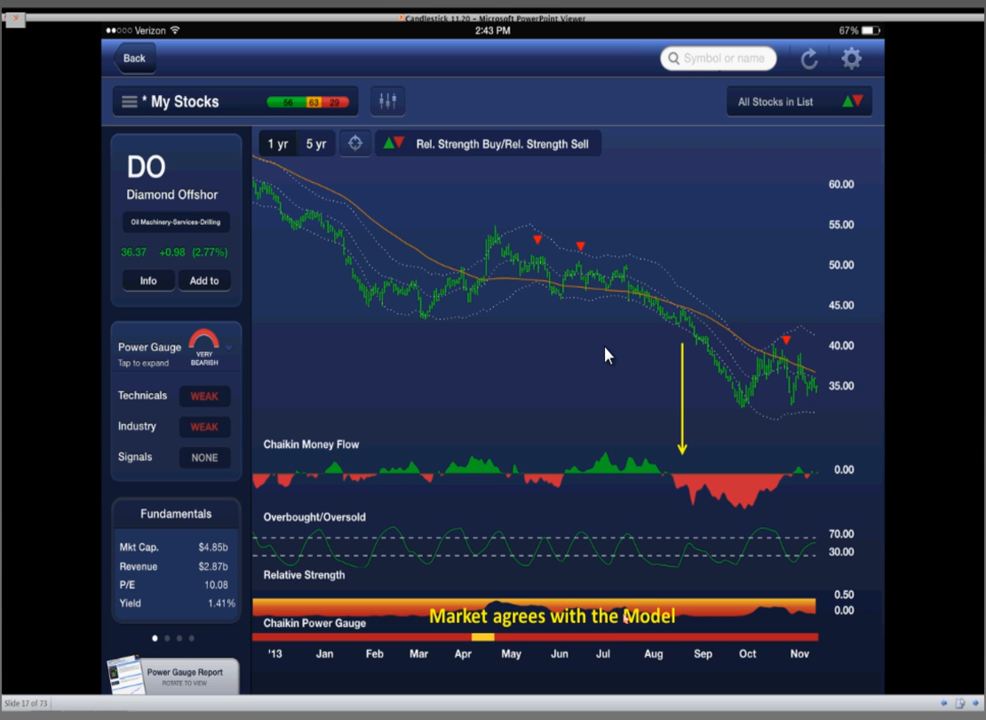 Candlestick 11.20 - Microsoft PowerPoint Viewer
Verizon
2:43 PM
67%
Back
Symbol or name
* My Stocks
56 63 29
All Stocks in List
DO
Diamond Offshor
Oil Machinery-Services-Drilling
36.37 +0.98 (2.77%)
Info
Add to
Power Gauge
Tap to expand
VERY
BEARISH
Technicals WEAK
Industry WEAK
Signals NONE
Fundamentals
Mkt Cap. $4.85b
Revenue $2.87b
P/E 10.08
Yield 1.41%
Power Gauge Report
ROTATE TO VIEW
1 yr
5 yr
Rel. Strength Buy/Rel. Strength Sell
60.00
55.00
50.00
45.00
40.00
35.00
Chaikin Money Flow
0.00
Overbought/Oversold
70.00
30.00
Relative Strength
0.50
0.00
Market agrees with the Model
Chaikin Power Gauge
'13 Jan Feb Mar Apr May Jun Jul Aug Sep Oct Nov
Slide 17 of 73